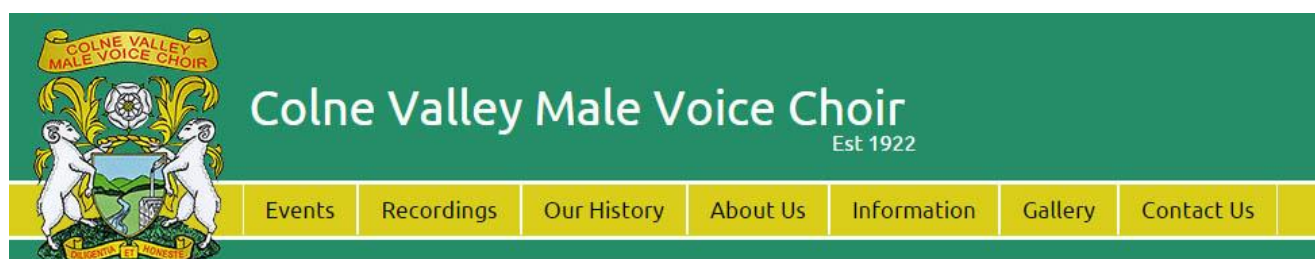 COLNE VALLEY
MALE VOICE CHOIR
Colne Valley Male Voice Choir
Est 1922
Events Recordings Our History About Us Information Gallery Contact Us
DILIGENTIA ET HONESTE